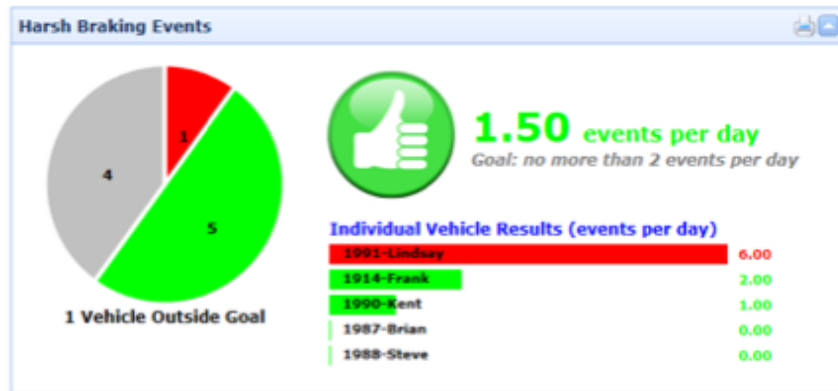 Harsh Braking Events
1
4
5
1 Vehicle Outside Goal
1.50 events per day
Goal: no more than 2 events per day
Individual Vehicle Results (events per day)
1991-Lindsay 6.00
1914-Frank 2.00
1990-Kent 1.00
1987-Brian 0.00
1988-Steve 0.00